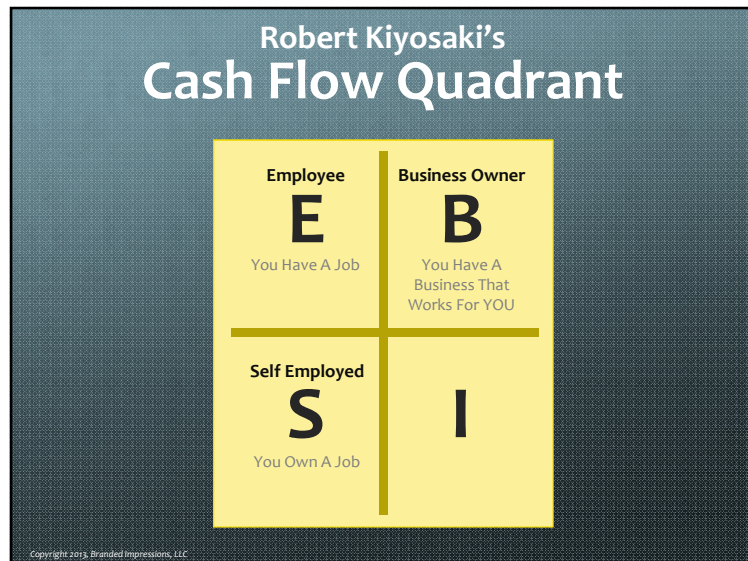 Robert Kiyosaki's
Cash Flow Quadrant
Employee
E
You Have A Job
Business Owner
B
You Have A
Business That
Works For YOU
Self Employed
S
You Own A Job
I
Copyright 2013, Branded Impressions, LLC